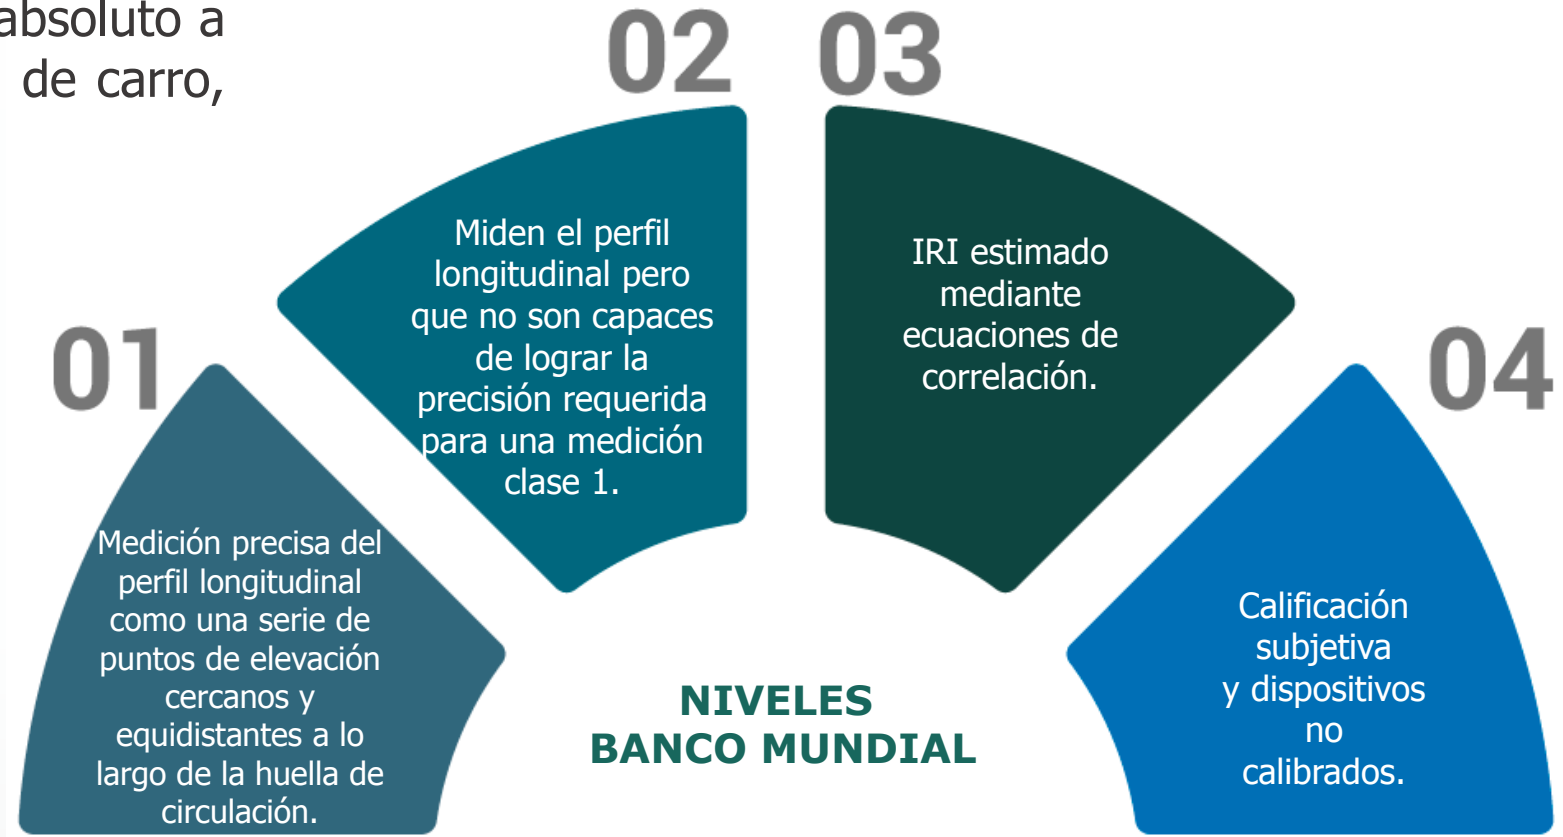 absoluto a
de carro,
01
Medición precisa del
perfil longitudinal
como una serie de
puntos de elevación
cercanos y
equidistantes a lo
largo de la huella de
circulación.
02
Miden el perfil
longitudinal pero
que no son capaces
de lograr la
precisión requerida
para una medición
clase 1.
03
IRI estimado
mediante
ecuaciones de
correlación.
04
Calificación
subjetiva
y dispositivos
no
calibrados.
NIVELES
BANCO MUNDIAL